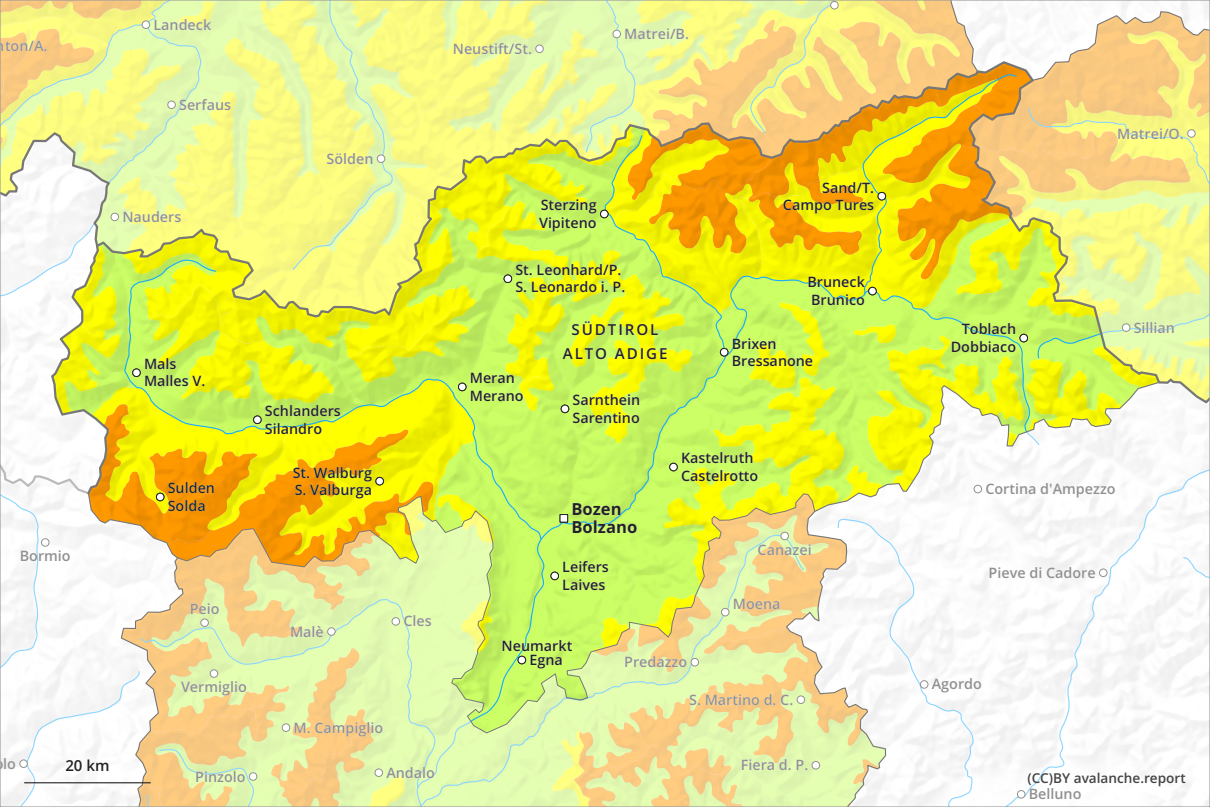 Landeck
Matrei/B.
nton/A.
Neustift/St.
Serfaus
Matrei/O.
Sölden
Sand/T.
Campo Tures
Nauders
Sterzing
Vipiteno
St. Leonhard/P.
S. Leonardo i. P.
Bruneck
Brunico
SÜDTIROL
ALTO ADIGE
Toblach
Dobbiaco
Sillian
Brixen
Bressanone
Mals
Malles V.
Meran
Merano
Sarnthein
Sarentino
Schlanders
Silandro
Kastelruth
Castelrotto
St. Walburg
S. Valburga
Sulden
Solda
Cortina d'Ampezzo
Bozen
Bolzano
Bormio
Canazei
Leifers
Laives
Pieve di Cadore
Peio
Moena
Cles
Malè
Neumarkt
Egna
Predazzo
Vermiglio
Agordo
S. Martino d. C.
M. Campiglio
olo
20 km
Pinzolo
Andalo
Fiera d. P.
(CC)BY avalanche.report
Belluno